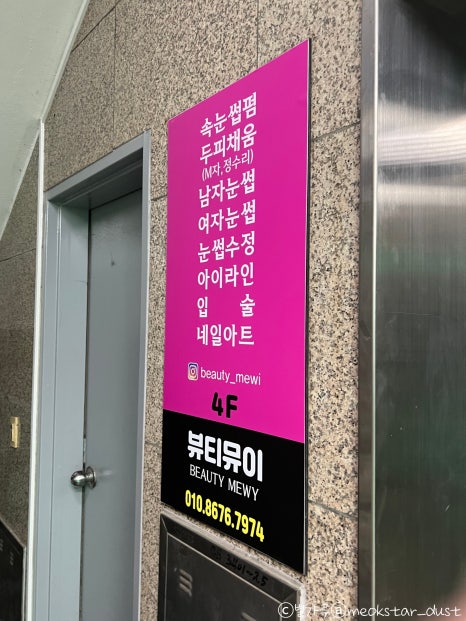 속눈썹펌
두피채움
(M자,정수리)
남자눈썹
여자눈썹
눈썹수정
아이라인
입 술
네일아트
beauty_mewi
4F
뷰티뮤이
BEAUTY MEWY
010.8676.7974
meokstar_dust